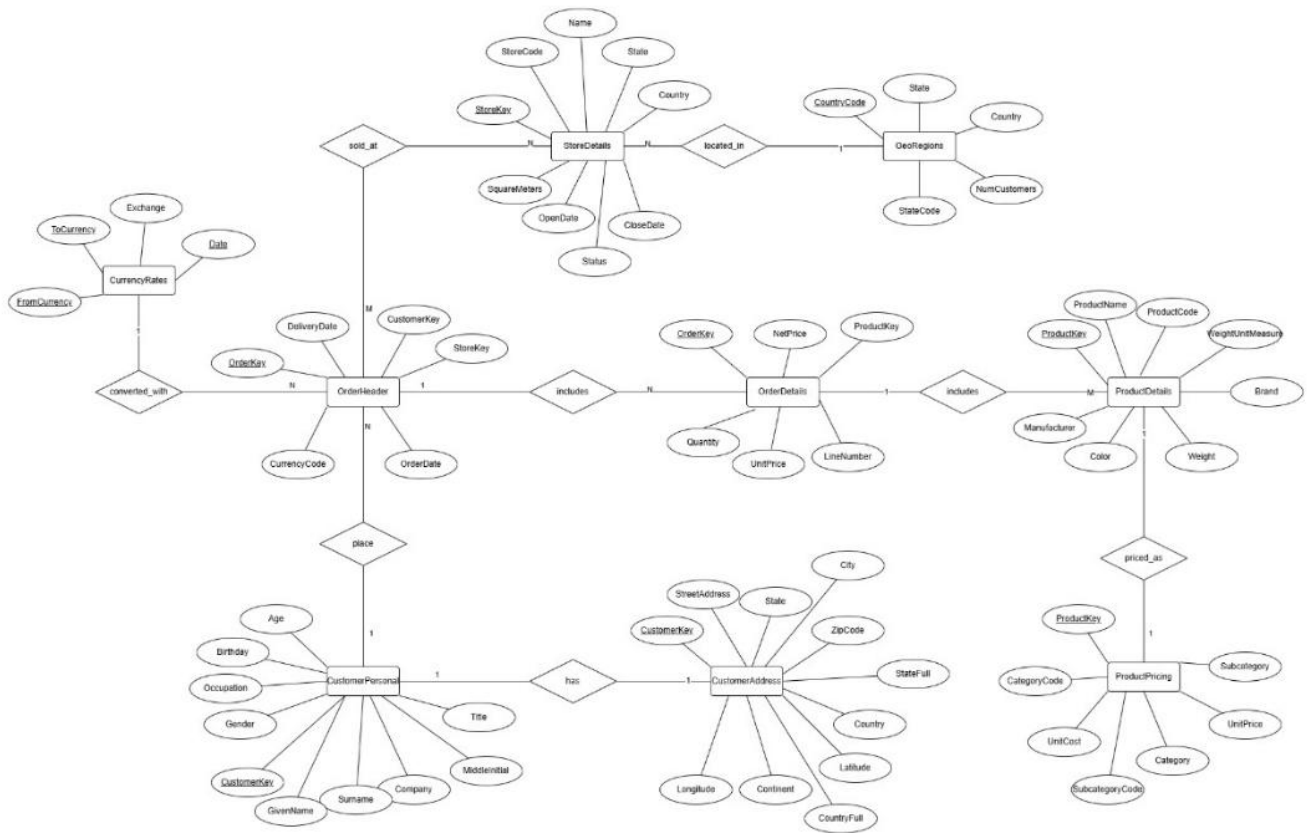 Name
StoreCode
State
StoreKey
Country
sold_at
N
StoreDetails
N
located_in
1
GeoRegions
CountryCode
State
Country
NumCustomers
StateCode
SquareMeters
OpenDate
CloseDate
Status
Exchange
ToCurrency
Date
CurrencyRates
FromCurrency
1
converted_with
N
M
DeliveryDate
CustomerKey
OrderKey
StoreKey
OrderHeader
1
includes
N
CurrencyCode
OrderDate
N
OrderKey
NetPrice
ProductKey
OrderDetails
1
includes
M
Quantity
UnitPrice
LineNumber
ProductName
ProductCode
ProductKey
WeightUnitMeasure
ProductDetails
Brand
Manufacturer
Color
Weight
1
place
priced_as
1
1
Age
Birthday
Occupation
CustomerPersonal
1
has
1
Gender
Title
CustomerKey
MiddleInitial
GivenName
Surname
Company
City
StreetAddress
State
CustomerKey
ZipCode
StateFull
CustomerAddress
Country
Latitude
Longitude
Continent
CountryFull
ProductKey
Subcategory
CategoryCode
ProductPricing
UnitPrice
UnitCost
Category
SubcategoryCode